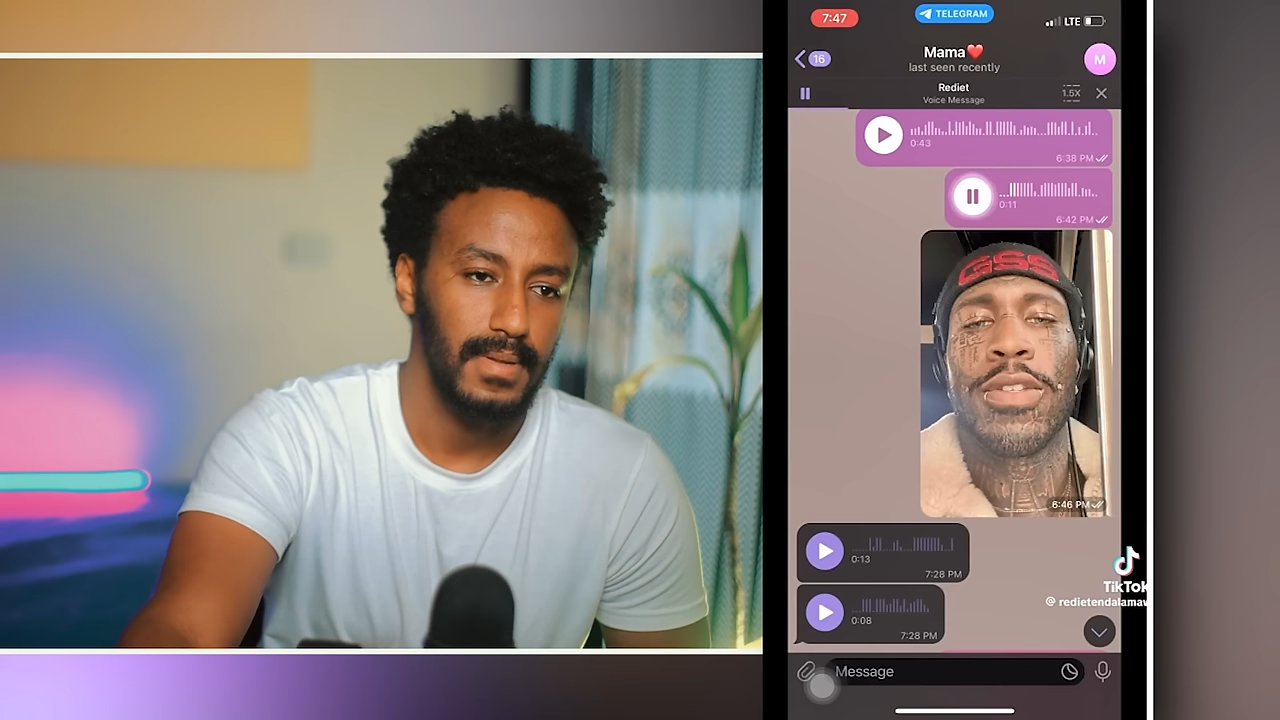 7:47
TELEGRAM
LTE
16
Mama❤️
last seen recently
M
Rediet
Voice Message
1.5X
0:43
6:38 PM
0:11
6:42 PM
GSS
6:46 PM
0:13
7:28 PM
TikTok
@ redietendalamaw
0:08
7:28 PM
Message